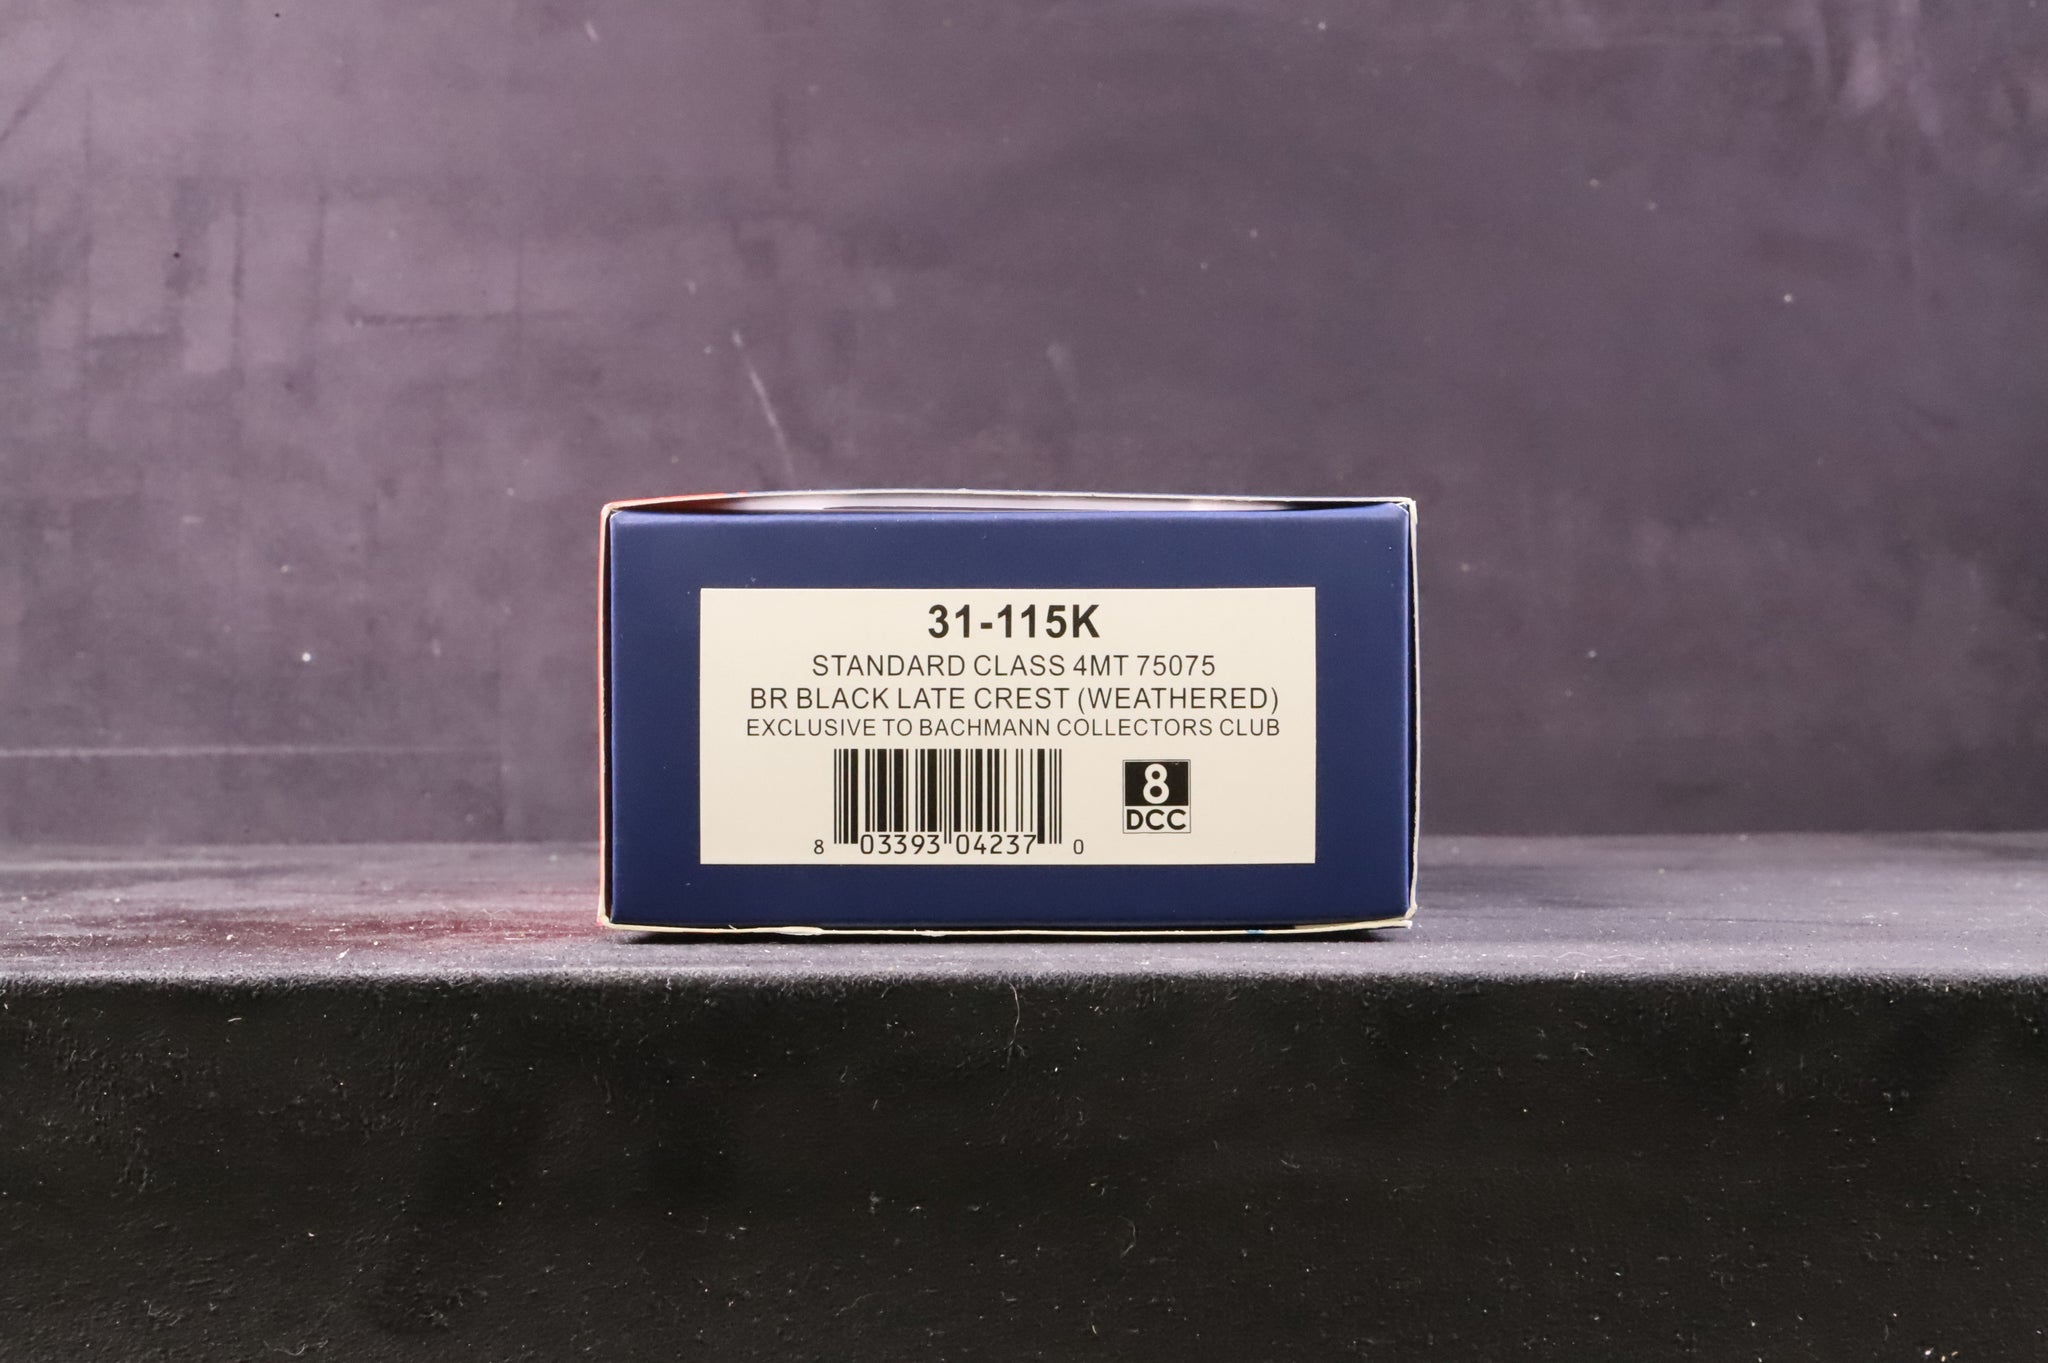 31-115K
STANDARD CLASS 4MT 75075
BR BLACK LATE CREST (WEATHERED)
EXCLUSIVE TO BACHMANN COLLECTORS CLUB
8 03393 04237 0
8
DCC